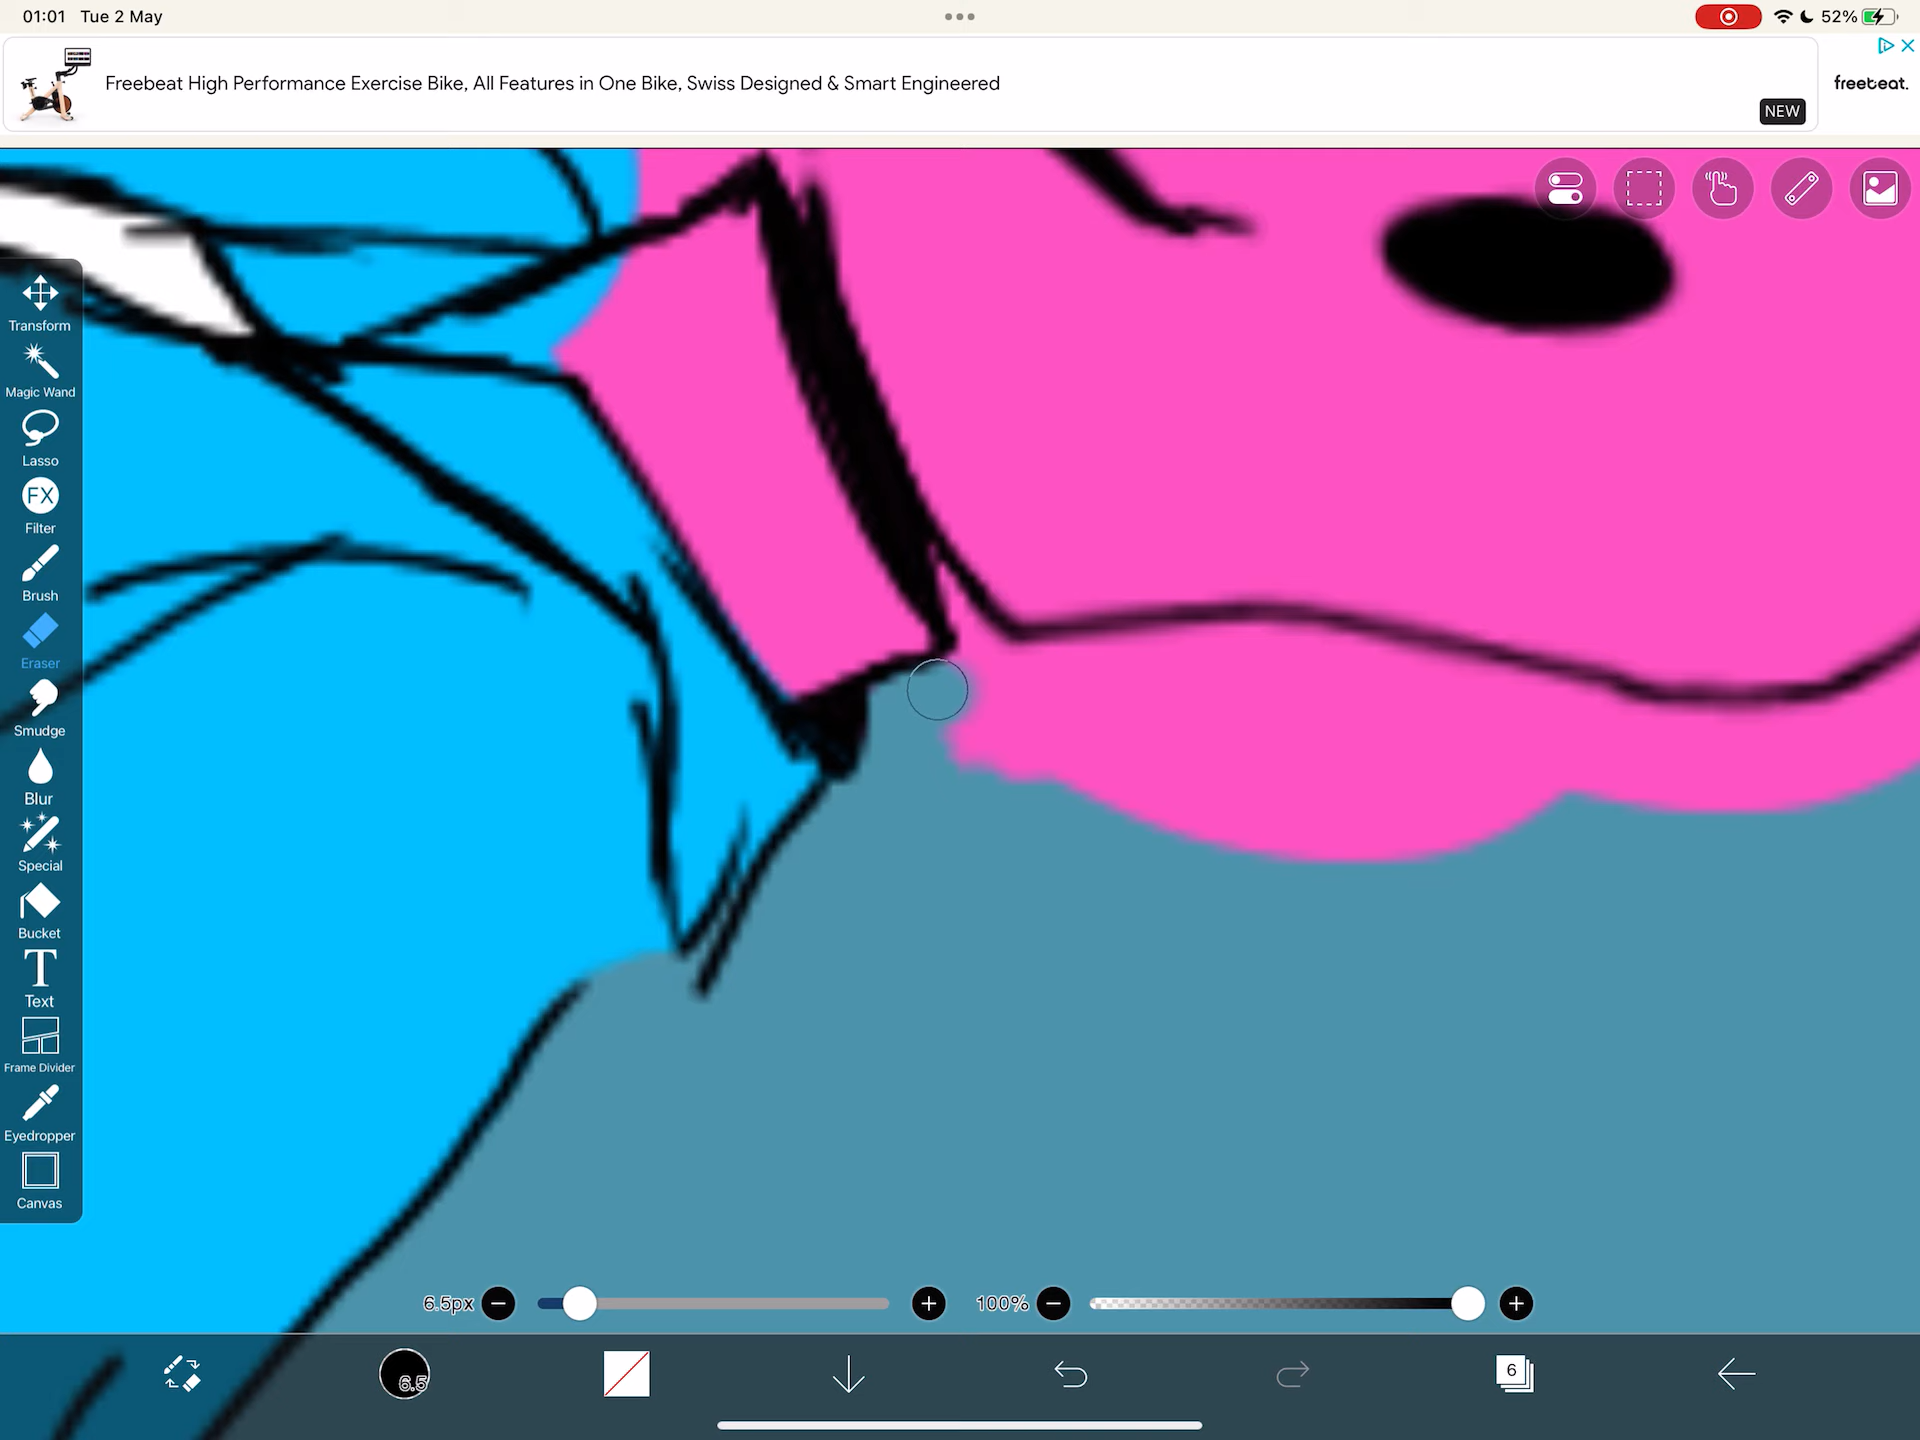 01:01 Tue 2 May
52%
Freebeat High Performance Exercise Bike, All Features in One Bike, Swiss Designed & Smart Engineered
freebeat.
NEW
Transform
Magic Wand
Lasso
FX
Filter
Brush
Eraser
Smudge
Blur
Special
Bucket
T
Text
Frame Divider
Eyedropper
Canvas
6.5px
100%
6.5
6